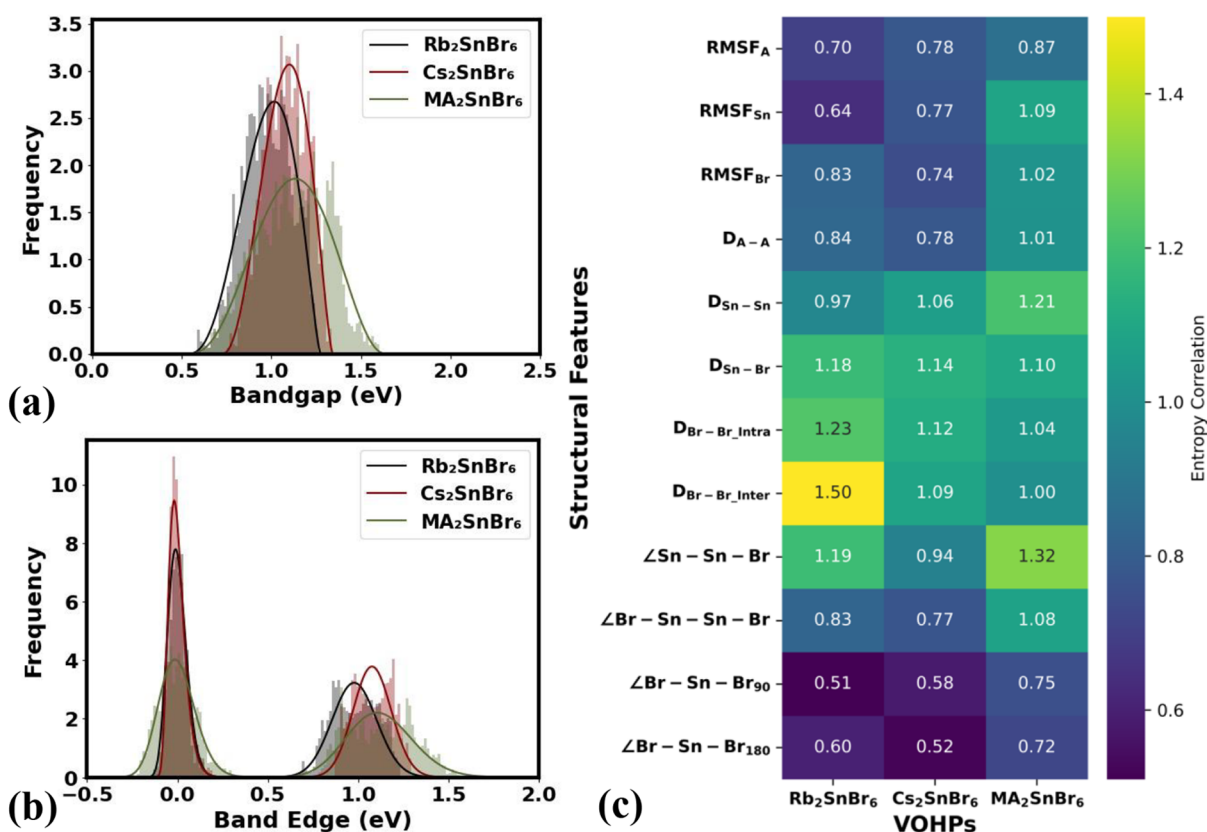 3.5
3.0
2.5
2.0
1.5
1.0
0.5
0.0
Frequency
Rb₂SnBr₆
Cs₂SnBr₆
MA₂SnBr₆
0.0 0.5 1.0 1.5 2.0 2.5
Bandgap (eV)
(a)
10
8
6
4
2
0
Frequency
Rb₂SnBr₆
Cs₂SnBr₆
MA₂SnBr₆
−0.5 0.0 0.5 1.0 1.5 2.0
Band Edge (eV)
(b)
Structural Features
RMSF_A 0.70 0.78 0.87
RMSF_Sn 0.64 0.77 1.09
RMSF_Br 0.83 0.74 1.02
D_A−A 0.84 0.78 1.01
D_Sn−Sn 0.97 1.06 1.21
D_Sn−Br 1.18 1.14 1.10
D_Br−Br_Intra 1.23 1.12 1.04
D_Br−Br_Inter 1.50 1.09 1.00
∠Sn − Sn − Br 1.19 0.94 1.32
∠Br − Sn − Sn − Br 0.83 0.77 1.08
∠Br − Sn − Br₉₀ 0.51 0.58 0.75
∠Br − Sn − Br₁₈₀ 0.60 0.52 0.72
Rb₂SnBr₆ Cs₂SnBr₆ MA₂SnBr₆
VOHPs
(c)
1.4
1.2
1.0
0.8
0.6
Entropy Correlation